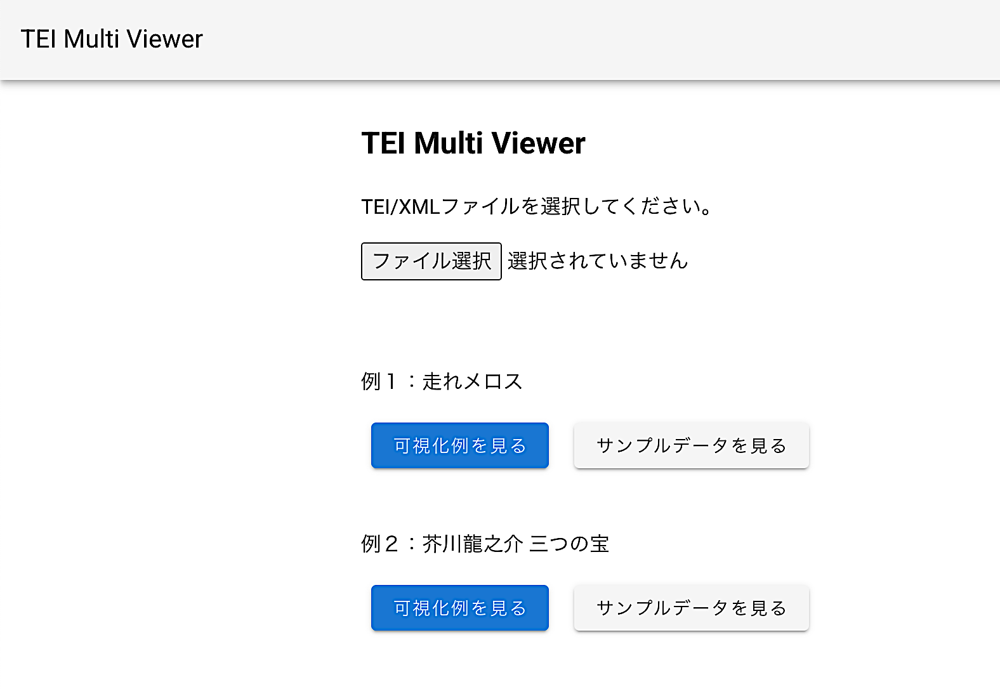 TEI Multi Viewer
TEI Multi Viewer
TEI/XMLファイルを選択してください。
ファイル選択 選択されていません
例１：走れメロス
可視化例を見る サンプルデータを見る
例２：芥川龍之介 三つの宝
可視化例を見る サンプルデータを見る